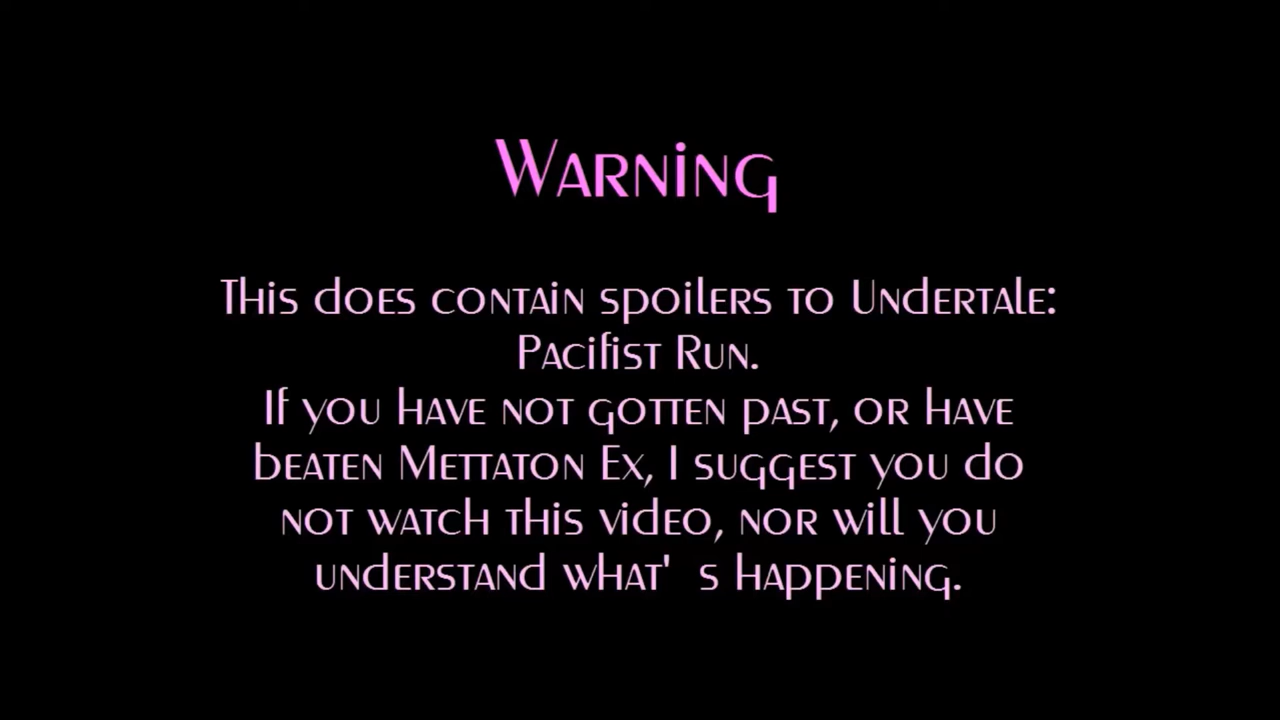 Warning
This does contain spoilers to Undertale:
Pacifist Run.
If you have not gotten past, or have
beaten Mettaton Ex, I suggest you do
not watch this video, nor will you
understand what's happening.